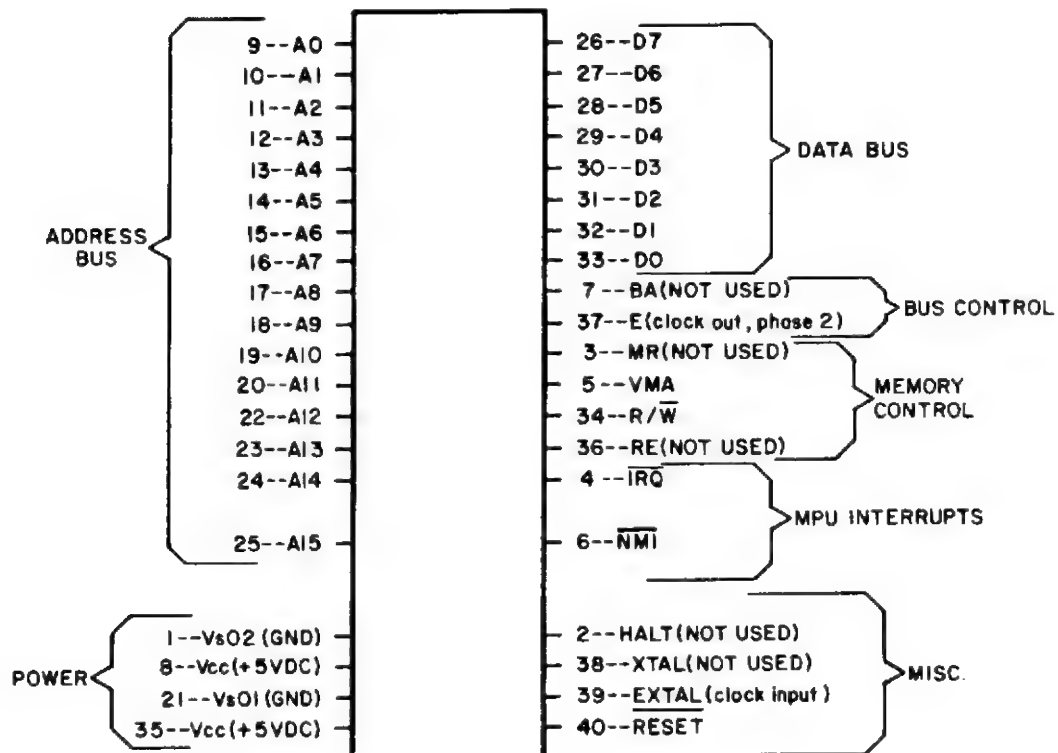 ADDRESS
BUS
9--A0
10--A1
11--A2
12--A3
13--A4
14--A5
15--A6
16--A7
17--A8
18--A9
19--A10
20--A11
22--A12
23--A13
24--A14
25--A15
POWER
1--VsO2 (GND)
8--Vcc(+5VDC)
21--VsO1 (GND)
35--Vcc(+5VDC)
26--D7
27--D6
28--D5
29--D4
30--D3
31--D2
32--D1
33--D0
DATA BUS
7--BA(NOT USED)
37--E(clock out, phase 2)
BUS CONTROL
3--MR(NOT USED)
5--VMA
34--R/W̅
36--RE(NOT USED)
MEMORY
CONTROL
4--I̅R̅Q̅
6--N̅M̅I̅
MPU INTERRUPTS
2--HALT(NOT USED)
38--XTAL(NOT USED)
39--EXTAL(clock input)
40--R̅E̅S̅E̅T̅
MISC.